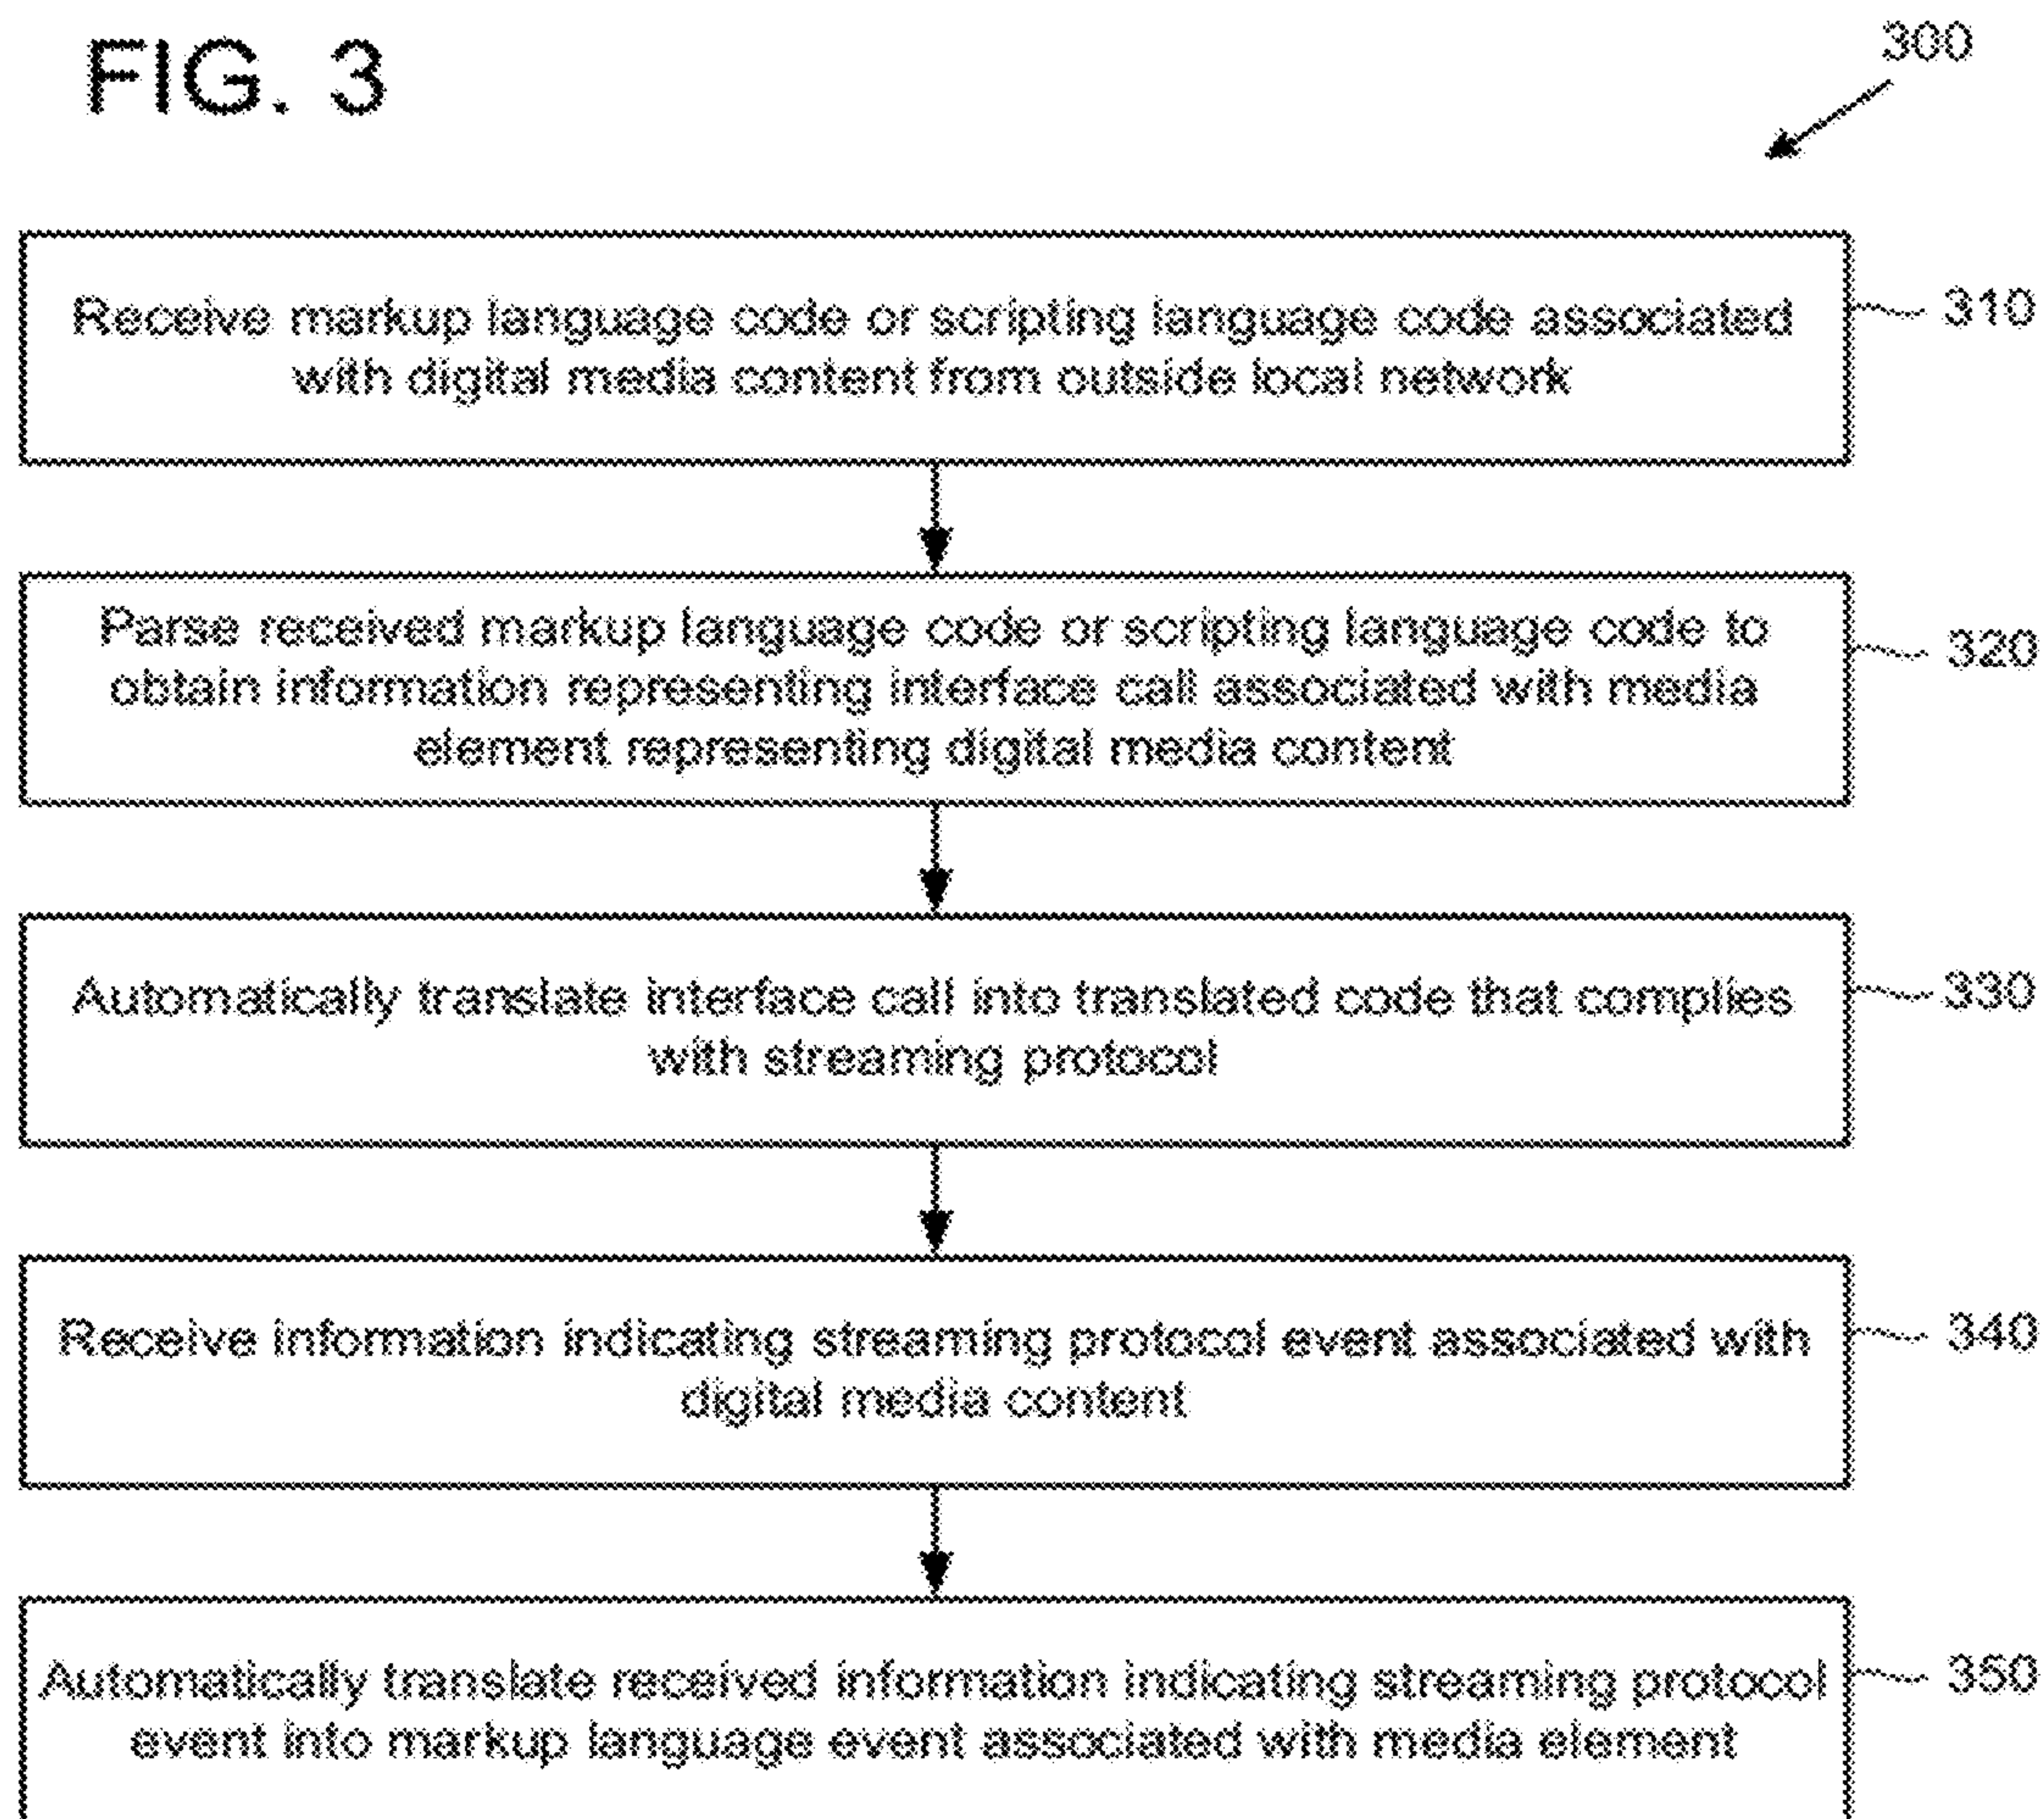 FIG. 3
300
Receive markup language code or scripting language code associated
with digital media content from outside local network
310
Parse received markup language code or scripting language code to
obtain information representing interface call associated with media
element representing digital media content
320
Automatically translate interface call into translated code that complies
with streaming protocol
330
Receive information indicating streaming protocol event associated with
digital media content
340
Automatically translate received information indicating streaming protocol
event into markup language event associated with media element
350